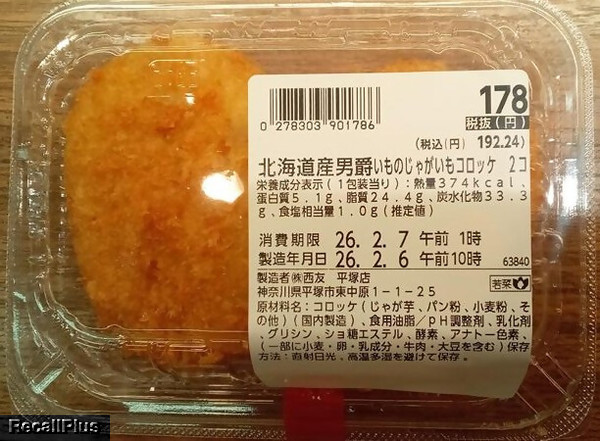 178
税抜(円)
0 278303 901786
(税込(円) 192.24)
北海道産男爵いものじゃがいもコロッケ 2コ
栄養成分表示(1包装当り):熱量374kcal、
蛋白質5.1g、脂質24.4g、炭水化物33.3
g、食塩相当量1.0g(推定値)
消費期限 26.2.7 午前 1時
製造年月日 26.2.6 午前10時
63840
製造者㈱西友 平塚店
若菜
神奈川県平塚市東中原1-1-25
原材料名:コロッケ(じゃが芋、パン粉、小麦粉、そ
の他)(国内製造)、食用油脂/pH調整剤、乳化剤
、グリシン、ショ糖エステル、酵素、アナトー色素、
(一部に小麦・卵・乳成分・牛肉・大豆を含む)保存
方法:直射日光、高温多湿を避けて保存。
RecallPlus